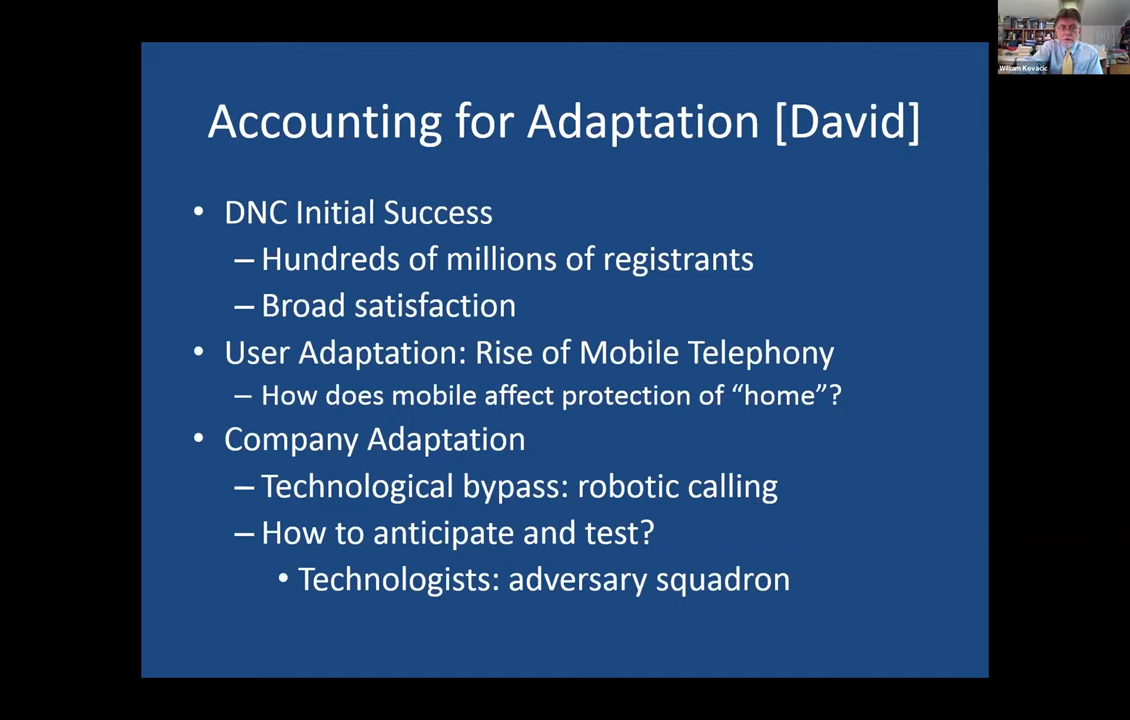 William Kovacic
Accounting for Adaptation [David]
• DNC Initial Success
– Hundreds of millions of registrants
– Broad satisfaction
• User Adaptation: Rise of Mobile Telephony
– How does mobile affect protection of “home”?
• Company Adaptation
– Technological bypass: robotic calling
– How to anticipate and test?
• Technologists: adversary squadron